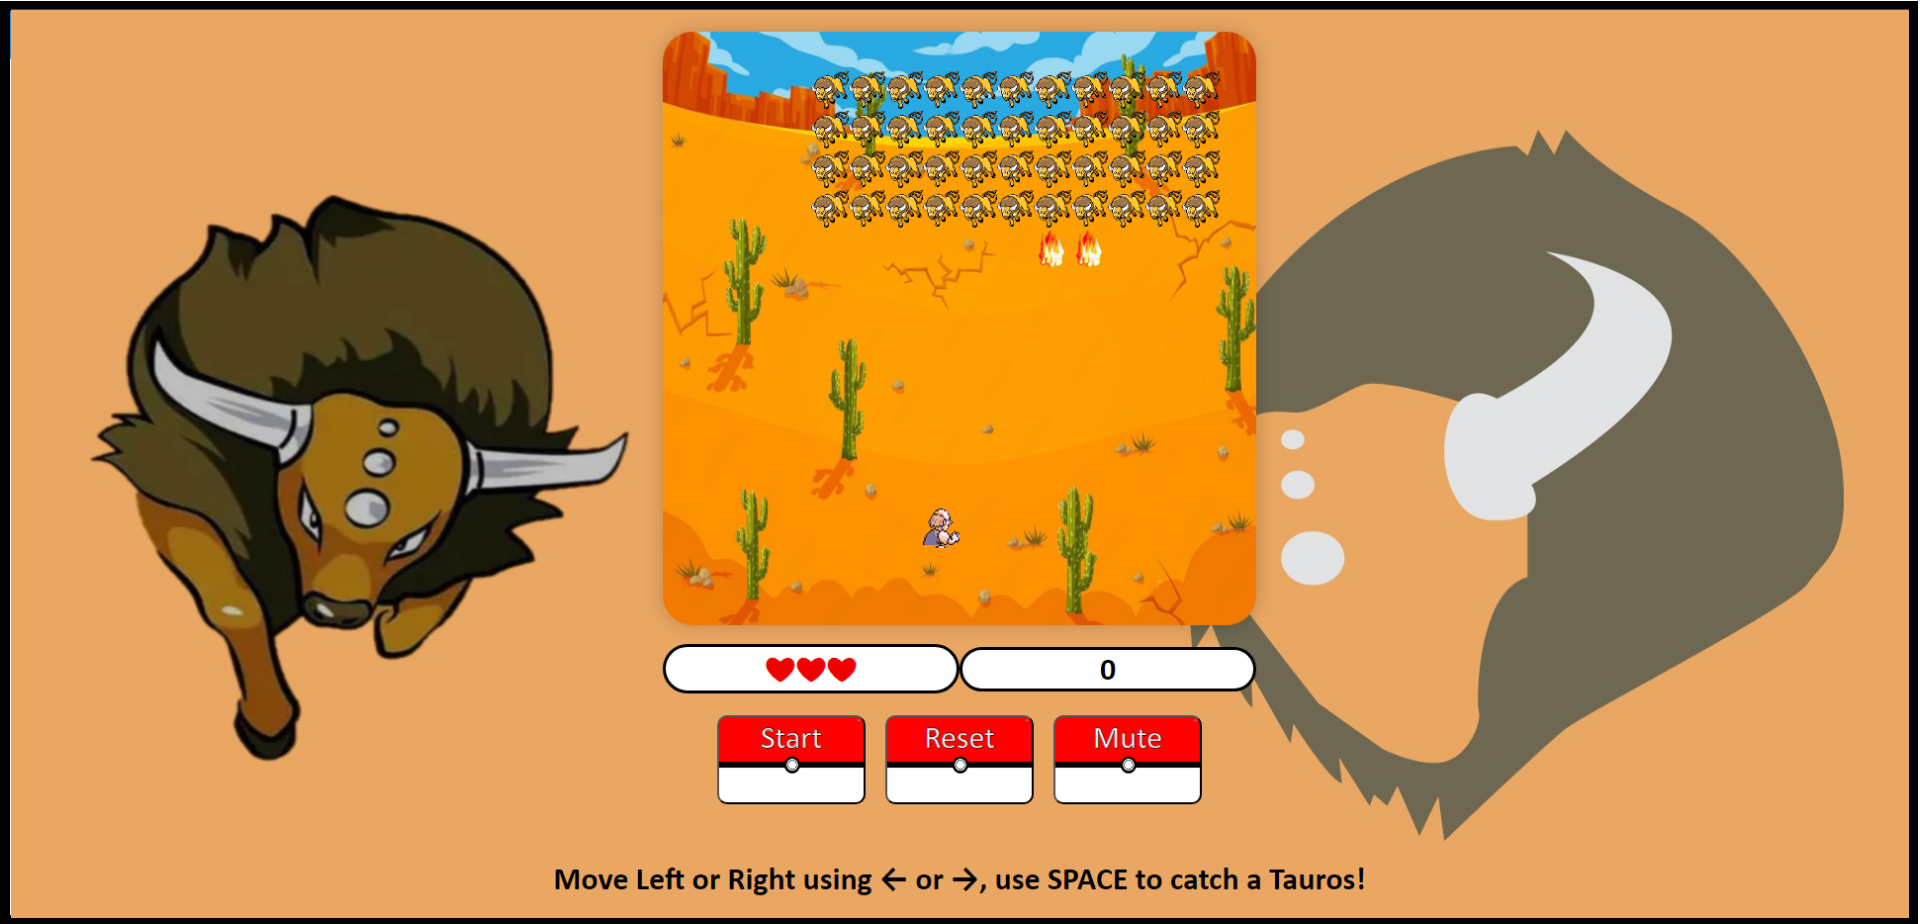 0
Start Reset Mute
Move Left or Right using ← or →, use SPACE to catch a Tauros!